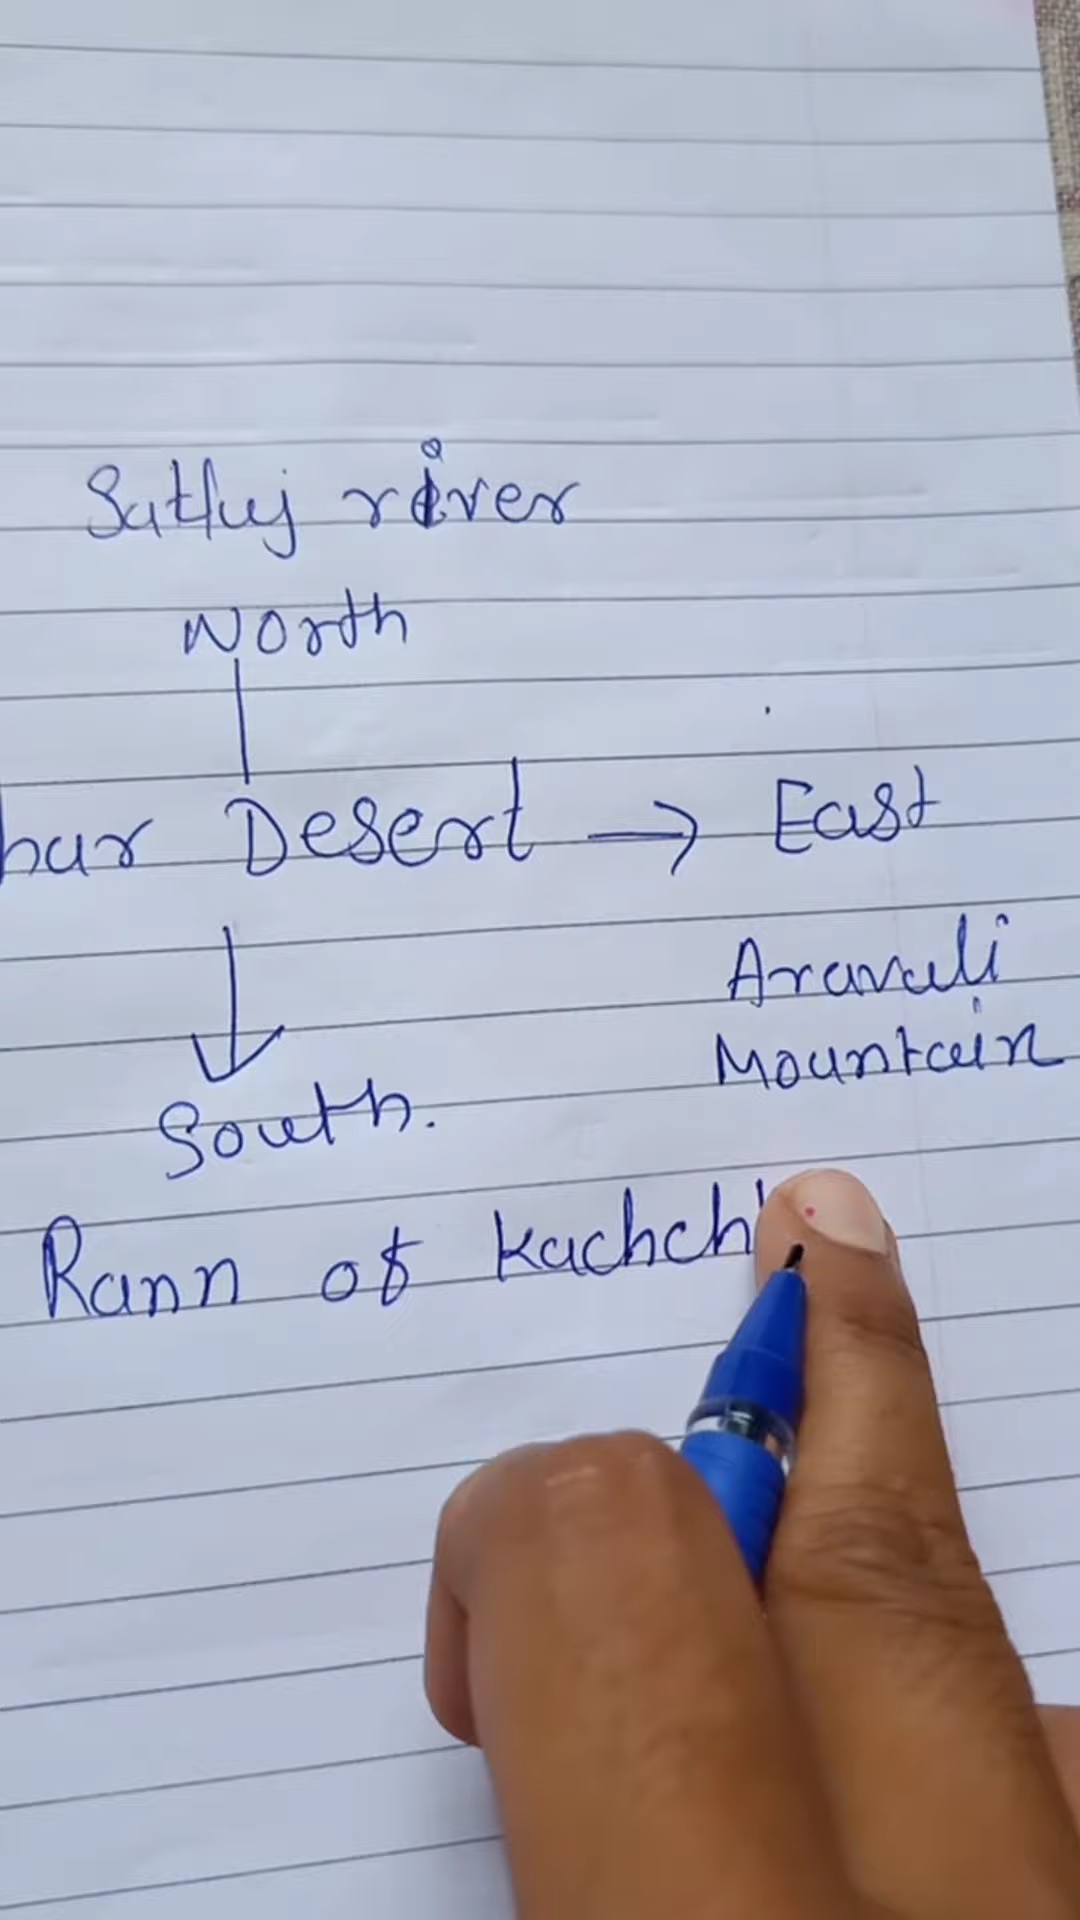 Satluj river
North
har Desert → East
Aravali
Mountain
South.
Rann of Kachch